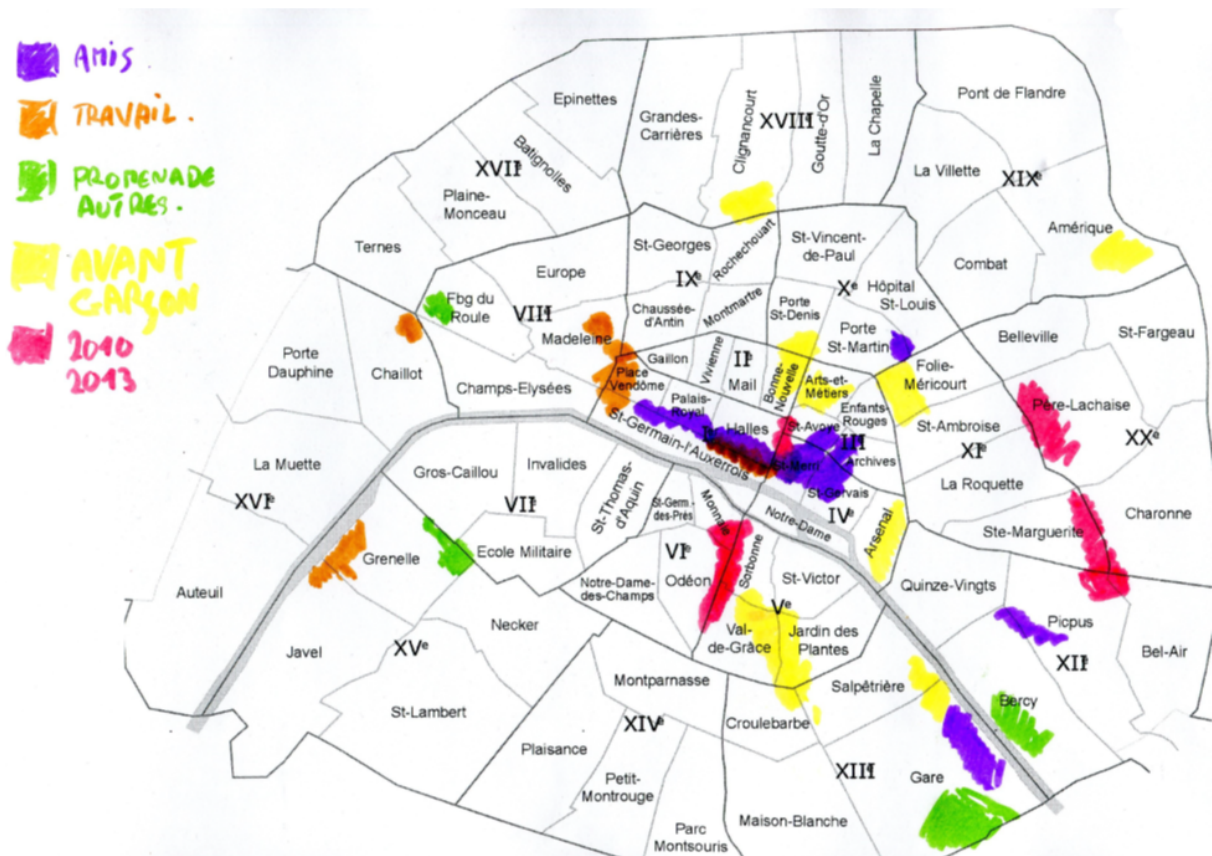 AMIS
TRAVAIL.
PROMENADE
AUTRES.
AVANT
GARÇON
2010
2013
Epinettes
Batignolles
XVIIᵉ
Plaine-
Monceau
Ternes
Grandes-
Carrières
Clignancourt
XVIIIᵉ
Goutte-d'Or
La Chapelle
Pont de Flandre
La Villette
XIXᵉ
Amérique
Combat
St-Georges
Rochechouart
IXᵉ
Chaussée-
d'Antin
Montmartre
St-Vincent-
de-Paul
Xᵉ
Hôpital
St-Louis
Porte
St-Denis
Porte
St-Martin
Europe
Fbg du
Roule
VIIIᵉ
Madeleine
Champs-Elysées
Porte
Dauphine
Chaillot
La Muette
XVIᵉ
Auteuil
Gaillon
Vivienne
IIᵉ
Mail
Bonne-
Nouvelle
Place
Vendôme
Palais-
Royal
Iᵉ
Halles
St-Germain-l'Auxerrois
Arts-et-
Métiers
Enfants-
Rouges
St-Avoye
IIIᵉ
Archives
St-Merri
St-Gervais
IVᵉ
Arsenal
Notre-Dame
Folie-
Méricourt
St-Ambroise
XIᵉ
La Roquette
Ste-Marguerite
Belleville
St-Fargeau
Père-Lachaise
XXᵉ
Charonne
Gros-Caillou
Invalides
VIIᵉ
Ecole Militaire
St-Thomas-
d'Aquin
St-Germ.-
des-Prés
Monnaie
VIᵉ
Odéon
Notre-Dame-
des-Champs
Sorbonne
St-Victor
Vᵉ
Val-
de-Grâce
Jardin des
Plantes
Quinze-Vingts
Picpus
XIIᵉ
Bel-Air
Bercy
Grenelle
Javel
XVᵉ
Necker
St-Lambert
Montparnasse
XIVᵉ
Plaisance
Petit-
Montrouge
Parc
Montsouris
Salpêtrière
Croulebarbe
XIIIᵉ
Gare
Maison-Blanche